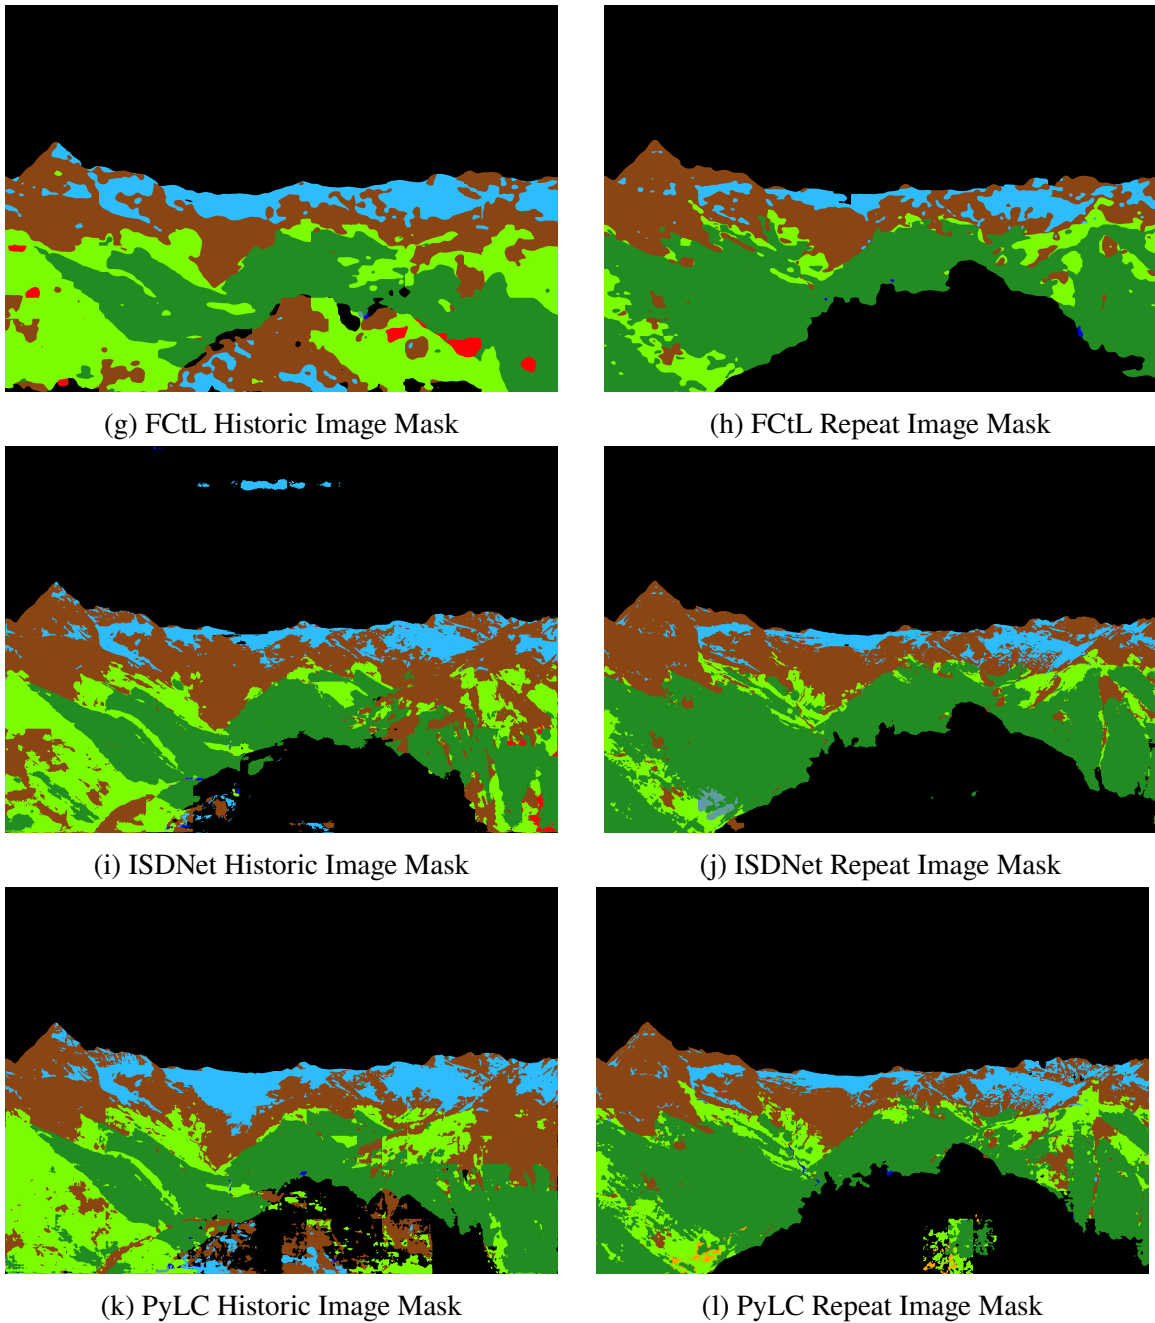 (g) FCtL Historic Image Mask
(h) FCtL Repeat Image Mask
(i) ISDNet Historic Image Mask
(j) ISDNet Repeat Image Mask
(k) PyLC Historic Image Mask
(l) PyLC Repeat Image Mask